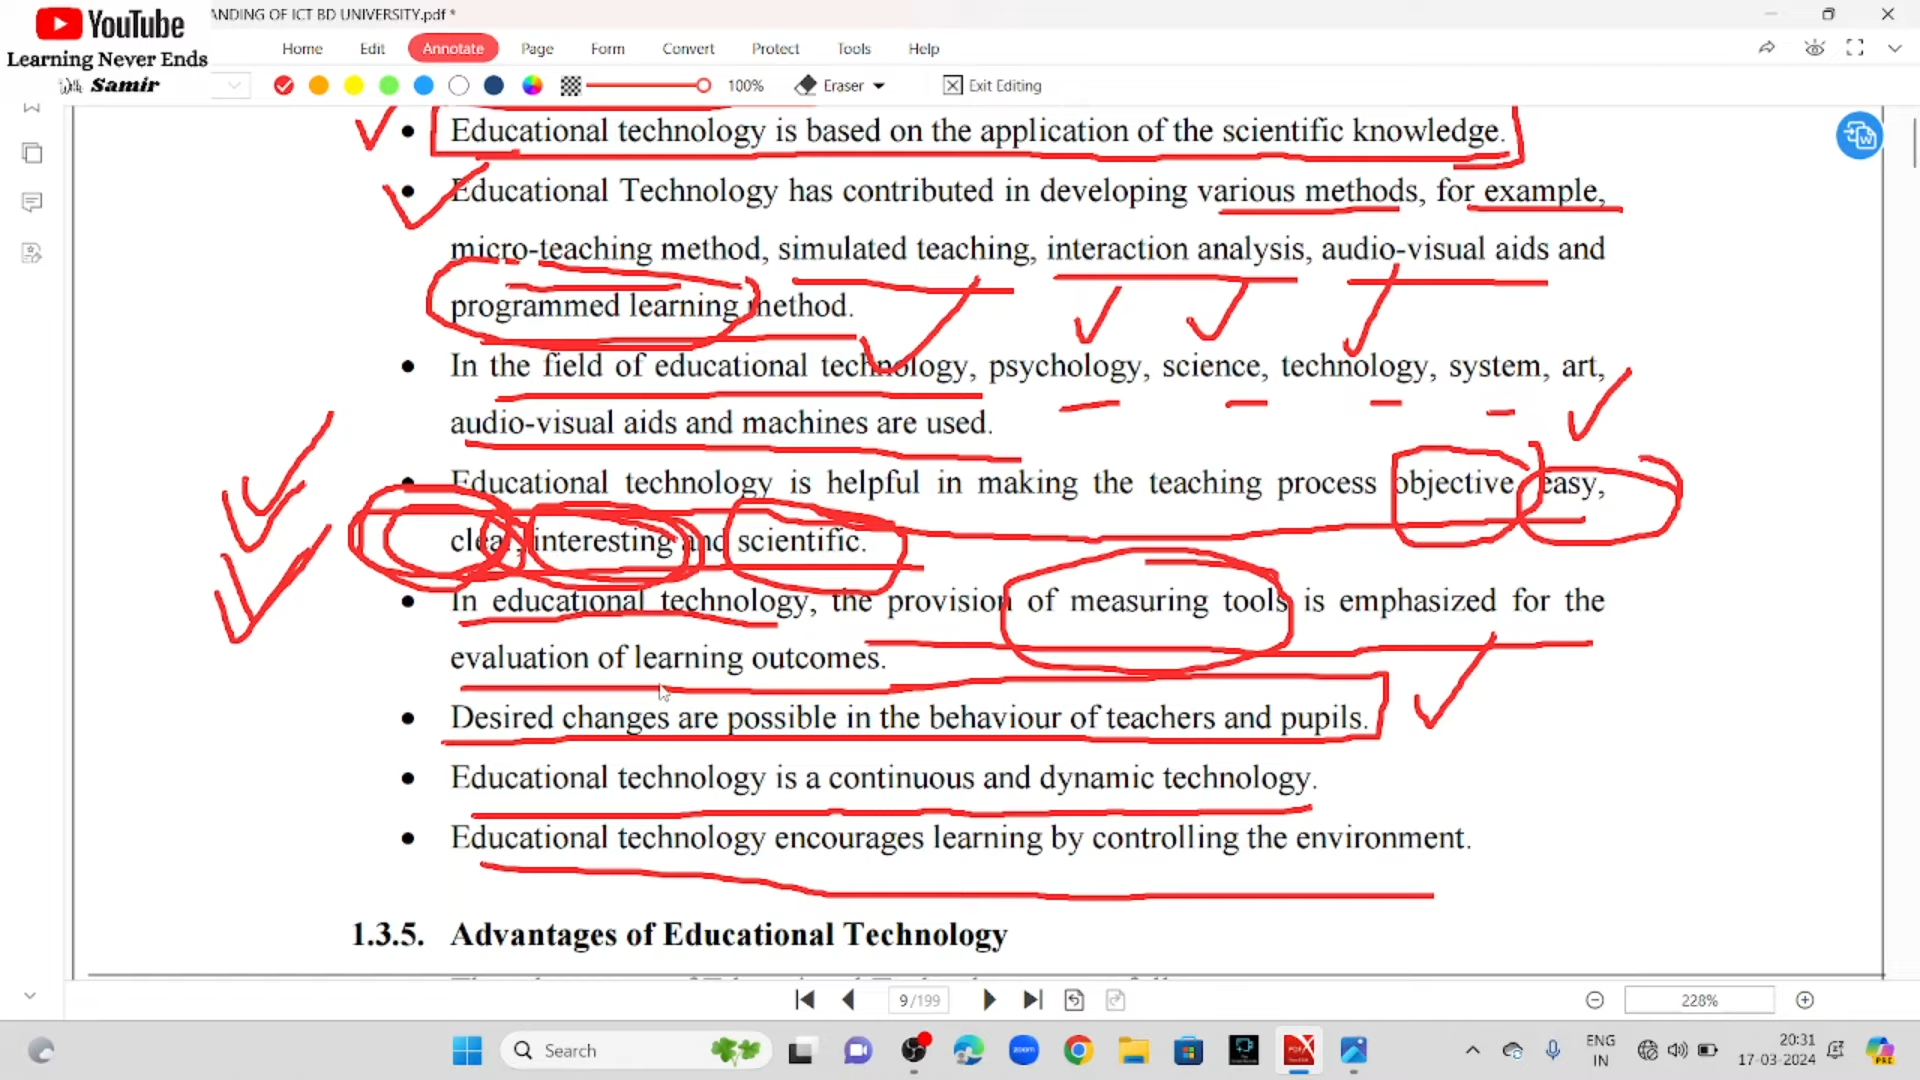 YouTube
Learning Never Ends
With Samir
ANDING OF ICT BD UNIVERSITY.pdf *
Home Edit Annotate Page Form Convert Protect Tools Help
100% Eraser Exit Editing
• Educational technology is based on the application of the scientific knowledge.
• Educational Technology has contributed in developing various methods, for example,
micro-teaching method, simulated teaching, interaction analysis, audio-visual aids and
programmed learning method.
• In the field of educational technology, psychology, science, technology, system, art,
audio-visual aids and machines are used.
• Educational technology is helpful in making the teaching process objective easy,
clear, interesting and scientific.
• In educational technology, the provision of measuring tools is emphasized for the
evaluation of learning outcomes.
• Desired changes are possible in the behaviour of teachers and pupils.
• Educational technology is a continuous and dynamic technology.
• Educational technology encourages learning by controlling the environment.
1.3.5. Advantages of Educational Technology
9/199
228%
Search
zoom
ENG
IN
20:31
17-03-2024
PRE